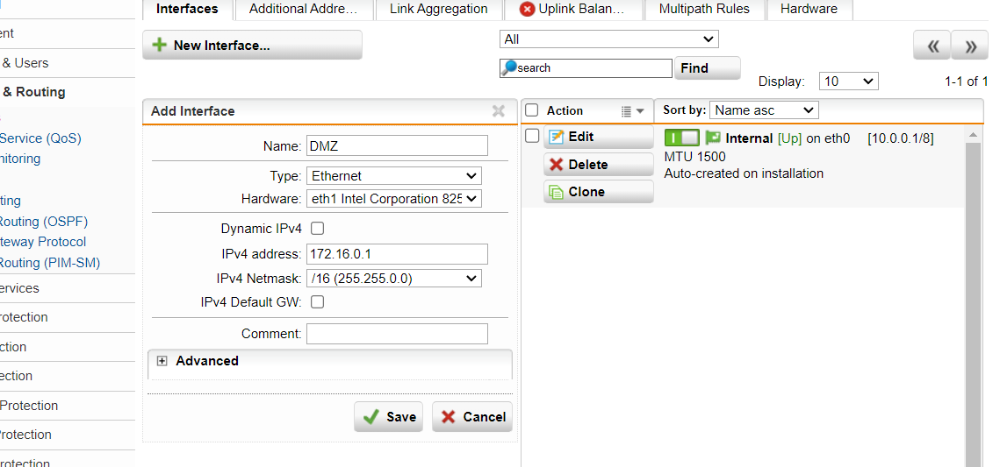 Interfaces
Additional Addre...
Link Aggregation
Uplink Balan...
Multipath Rules
Hardware
ent
& Users
& Routing
Service (QoS)
nitoring
ting
Routing (OSPF)
teway Protocol
Routing (PIM-SM)
ervices
rotection
ction
ection
Protection
Protection
rotection
New Interface...
All
search
Find
Display: 10
1-1 of 1
Add Interface
Name: DMZ
Type: Ethernet
Hardware: eth1 Intel Corporation 825
Dynamic IPv4
IPv4 address: 172.16.0.1
IPv4 Netmask: /16 (255.255.0.0)
IPv4 Default GW:
Comment:
Advanced
Save
Cancel
Action
Sort by: Name asc
Edit
Delete
Clone
Internal [Up] on eth0 [10.0.0.1/8]
MTU 1500
Auto-created on installation